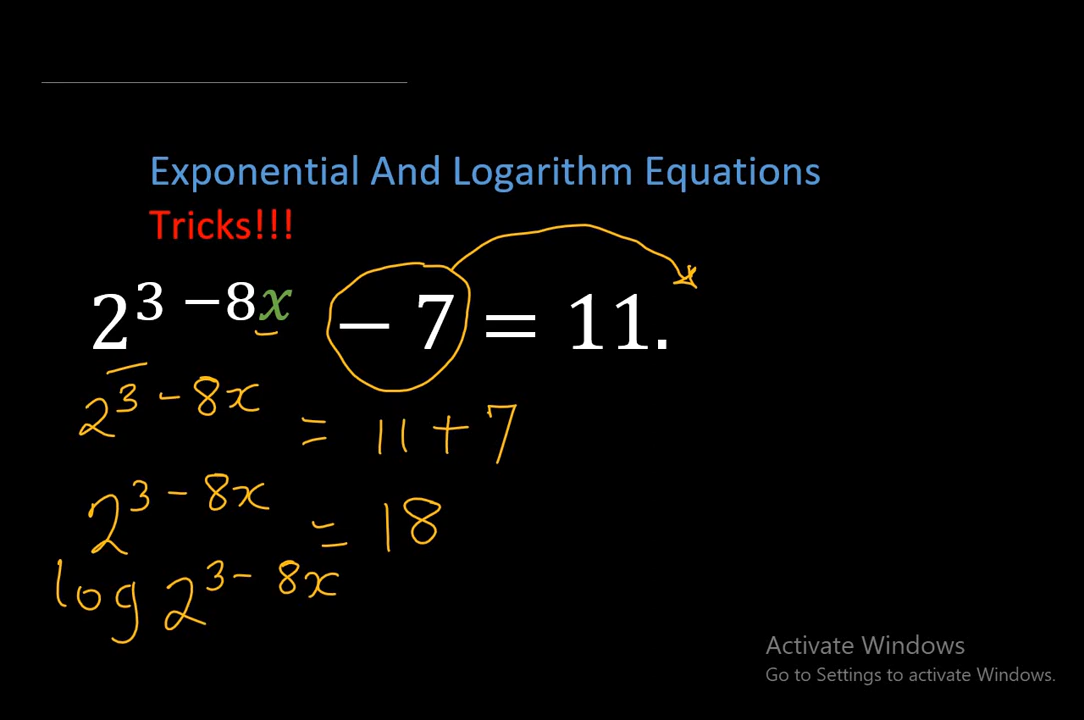 Exponential And Logarithm Equations
Tricks!!!
2^{3 − 8x} − 7 = 11.
2^{3 − 8x} = 11 + 7
2^{3 − 8x} = 18
log 2^{3 − 8x}
Activate Windows
Go to Settings to activate Windows.